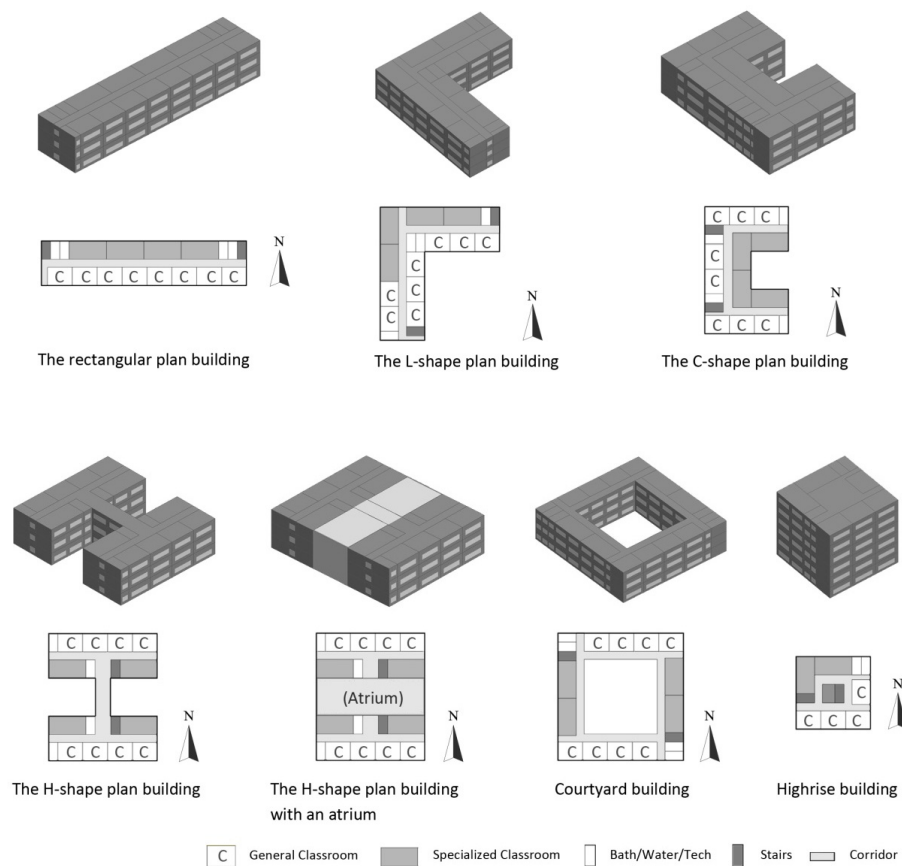 C C C C C C C C
N
The rectangular plan building
C C C
C
C C
C C
N
The L-shape plan building
C C C
C
C
C C C
N
The C-shape plan building
C C C C
C C C C
N
The H-shape plan building
C C C C
(Atrium)
C C C C
N
The H-shape plan building
with an atrium
C C C C
C C C C
N
Courtyard building
C
C C C
N
Highrise building
C General Classroom Specialized Classroom Bath/Water/Tech Stairs Corridor